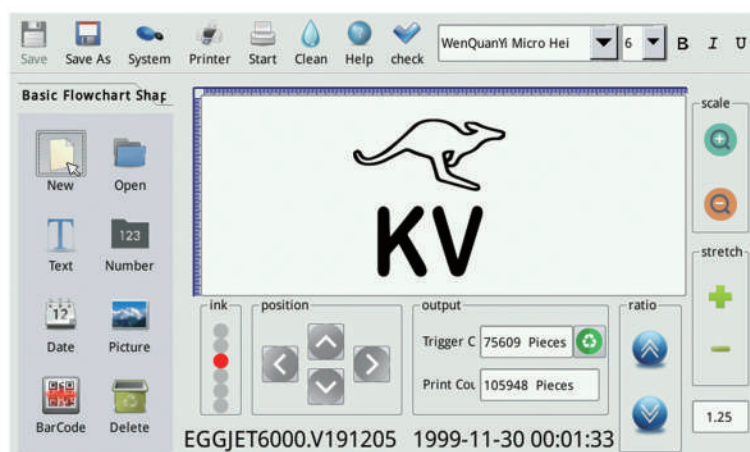 Save Save As System Printer Start Clean Help check WenQuanYi Micro Hei 6 B I U
Basic Flowchart Shap
New Open
Text 123 Number
12 Date Picture
BarCode Delete
KV
scale
stretch
1.25
ink position output ratio
Trigger C 75609 Pieces
Print Cou 105948 Pieces
EGGJET6000.V191205 1999-11-30 00:01:33